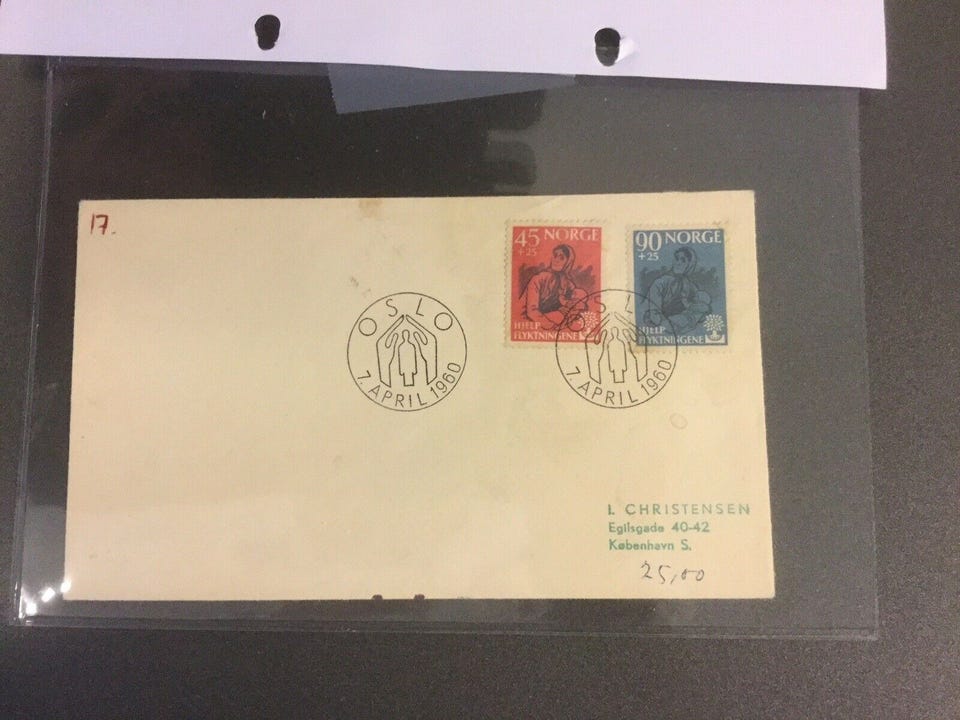 17.
45 NORGE
+25
HJELP
FLYKTNINGENE
90 NORGE
+25
HJELP
FLYKTNINGENE
OSLO
7. APRIL 1960
OSLO
7. APRIL 1960
I. CHRISTENSEN
Egilsgade 40-42
København S.
25,00